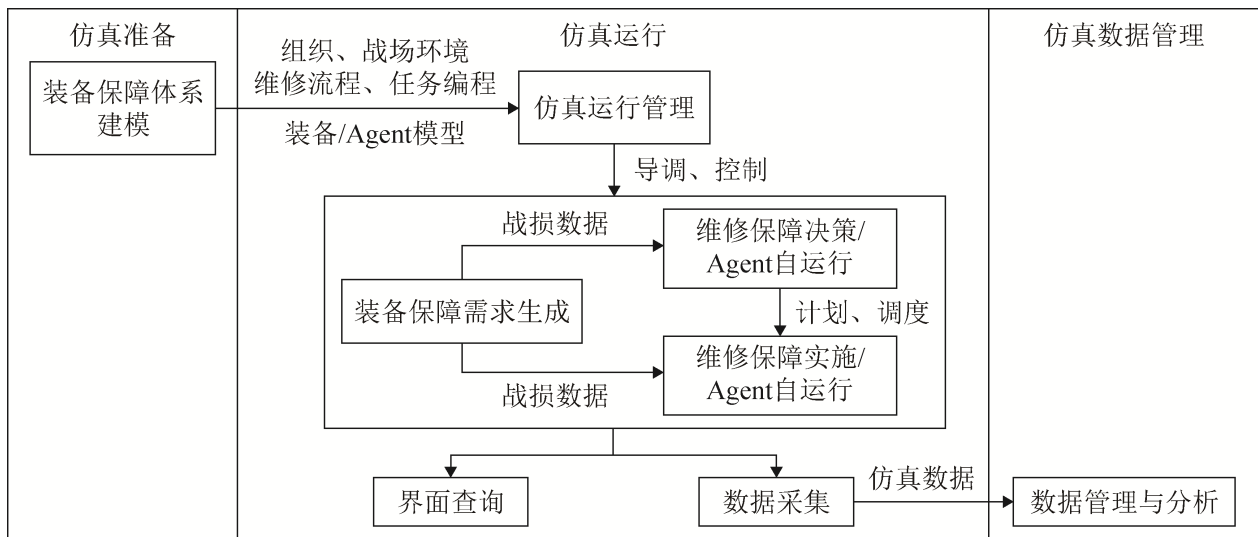 仿真准备
仿真运行
仿真数据管理
装备保障体系
建模
组织、战场环境
维修流程、任务编程
装备/Agent模型
仿真运行管理
导调、控制
战损数据
维修保障决策/
Agent自运行
装备保障需求生成
计划、调度
维修保障实施/
Agent自运行
战损数据
界面查询
数据采集
仿真数据
数据管理与分析